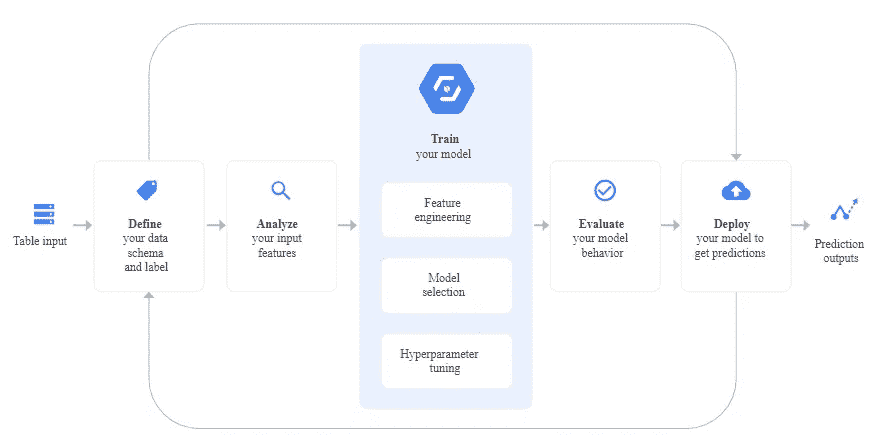 Table input
Define
your data
schema
and label
Analyze
your input
features
Train
your model
Feature
engineering
Model
selection
Hyperparameter
tuning
Evaluate
your model
behavior
Deploy
your model to
get predictions
Prediction
outputs